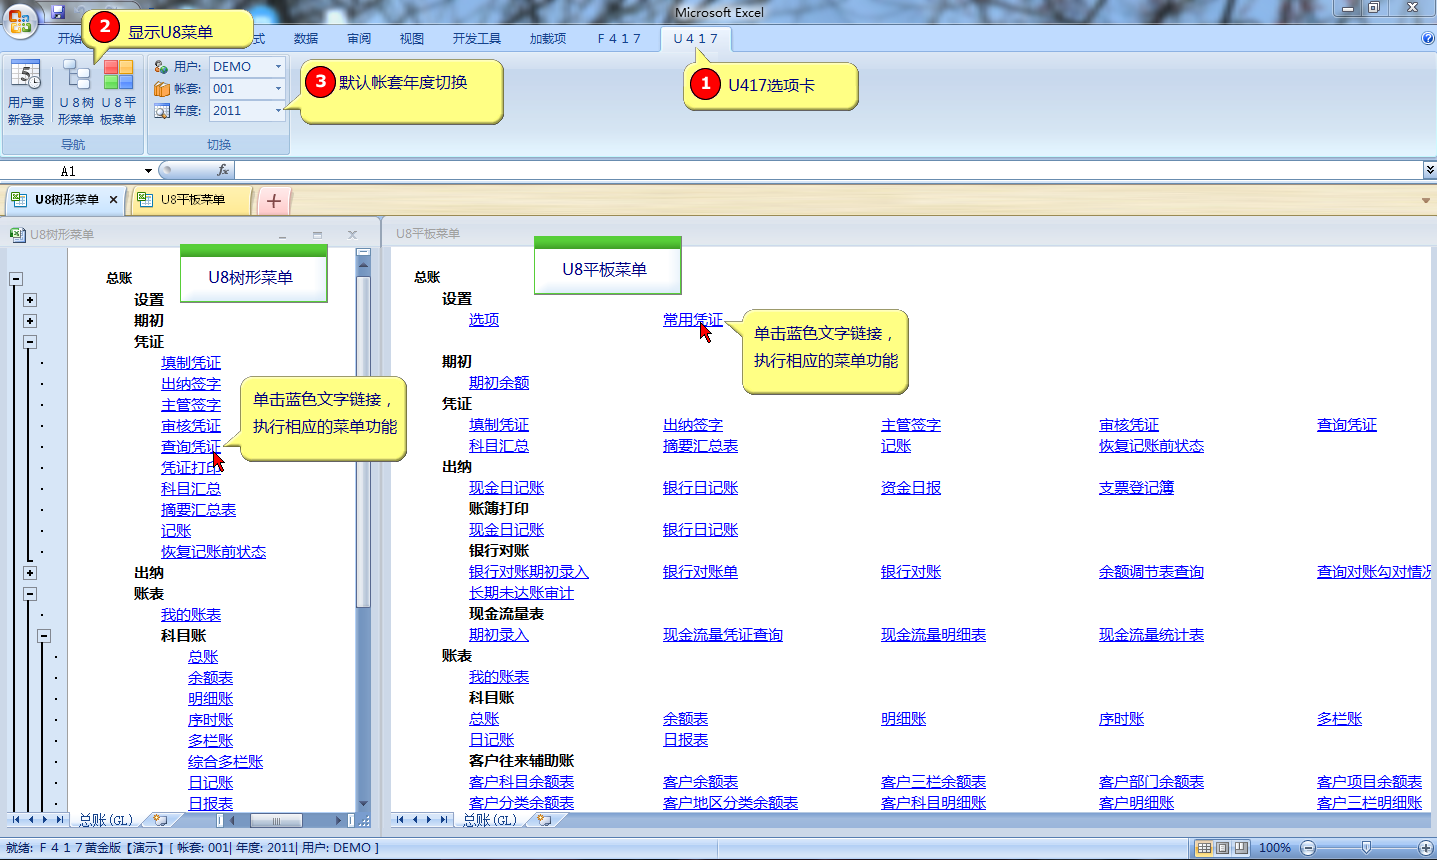 Microsoft Excel
开始
式
数据
审阅
视图
开发工具
加载项
F417
U417
2 显示U8菜单
3 默认帐套年度切换
1 U417选项卡
用户重
新登录
U8树
形菜单
U8平
板菜单
导航
用户: DEMO
帐套: 001
年度: 2011
切换
A1
fx
U8树形菜单
U8平板菜单
U8树形菜单
U8树形菜单
总账
设置
期初
凭证
填制凭证
出纳签字
主管签字
审核凭证
查询凭证
凭证打印
科目汇总
摘要汇总表
记账
恢复记账前状态
出纳
账表
我的账表
科目账
总账
余额表
明细账
序时账
多栏账
综合多栏账
日记账
日报表
单击蓝色文字链接，
执行相应的菜单功能
总账(GL)
U8平板菜单
U8平板菜单
总账
设置
选项 常用凭证
单击蓝色文字链接，
执行相应的菜单功能
期初
期初余额
凭证
填制凭证 出纳签字 主管签字 审核凭证 查询凭证
科目汇总 摘要汇总表 记账 恢复记账前状态
出纳
现金日记账 银行日记账 资金日报 支票登记簿
账簿打印
现金日记账 银行日记账
银行对账
银行对账期初录入 银行对账单 银行对账 余额调节表查询 查询对账勾对情况
长期未达账审计
现金流量表
期初录入 现金流量凭证查询 现金流量明细表 现金流量统计表
账表
我的账表
科目账
总账 余额表 明细账 序时账 多栏账
日记账 日报表
客户往来辅助账
客户科目余额表 客户余额表 客户三栏余额表 客户部门余额表 客户项目余额表
客户分类余额表 客户地区分类余额表 客户科目明细账 客户明细账 客户三栏明细账
总账(GL)
就绪: F417黄金版【演示】[ 帐套: 001| 年度: 2011| 用户: DEMO ]
100%